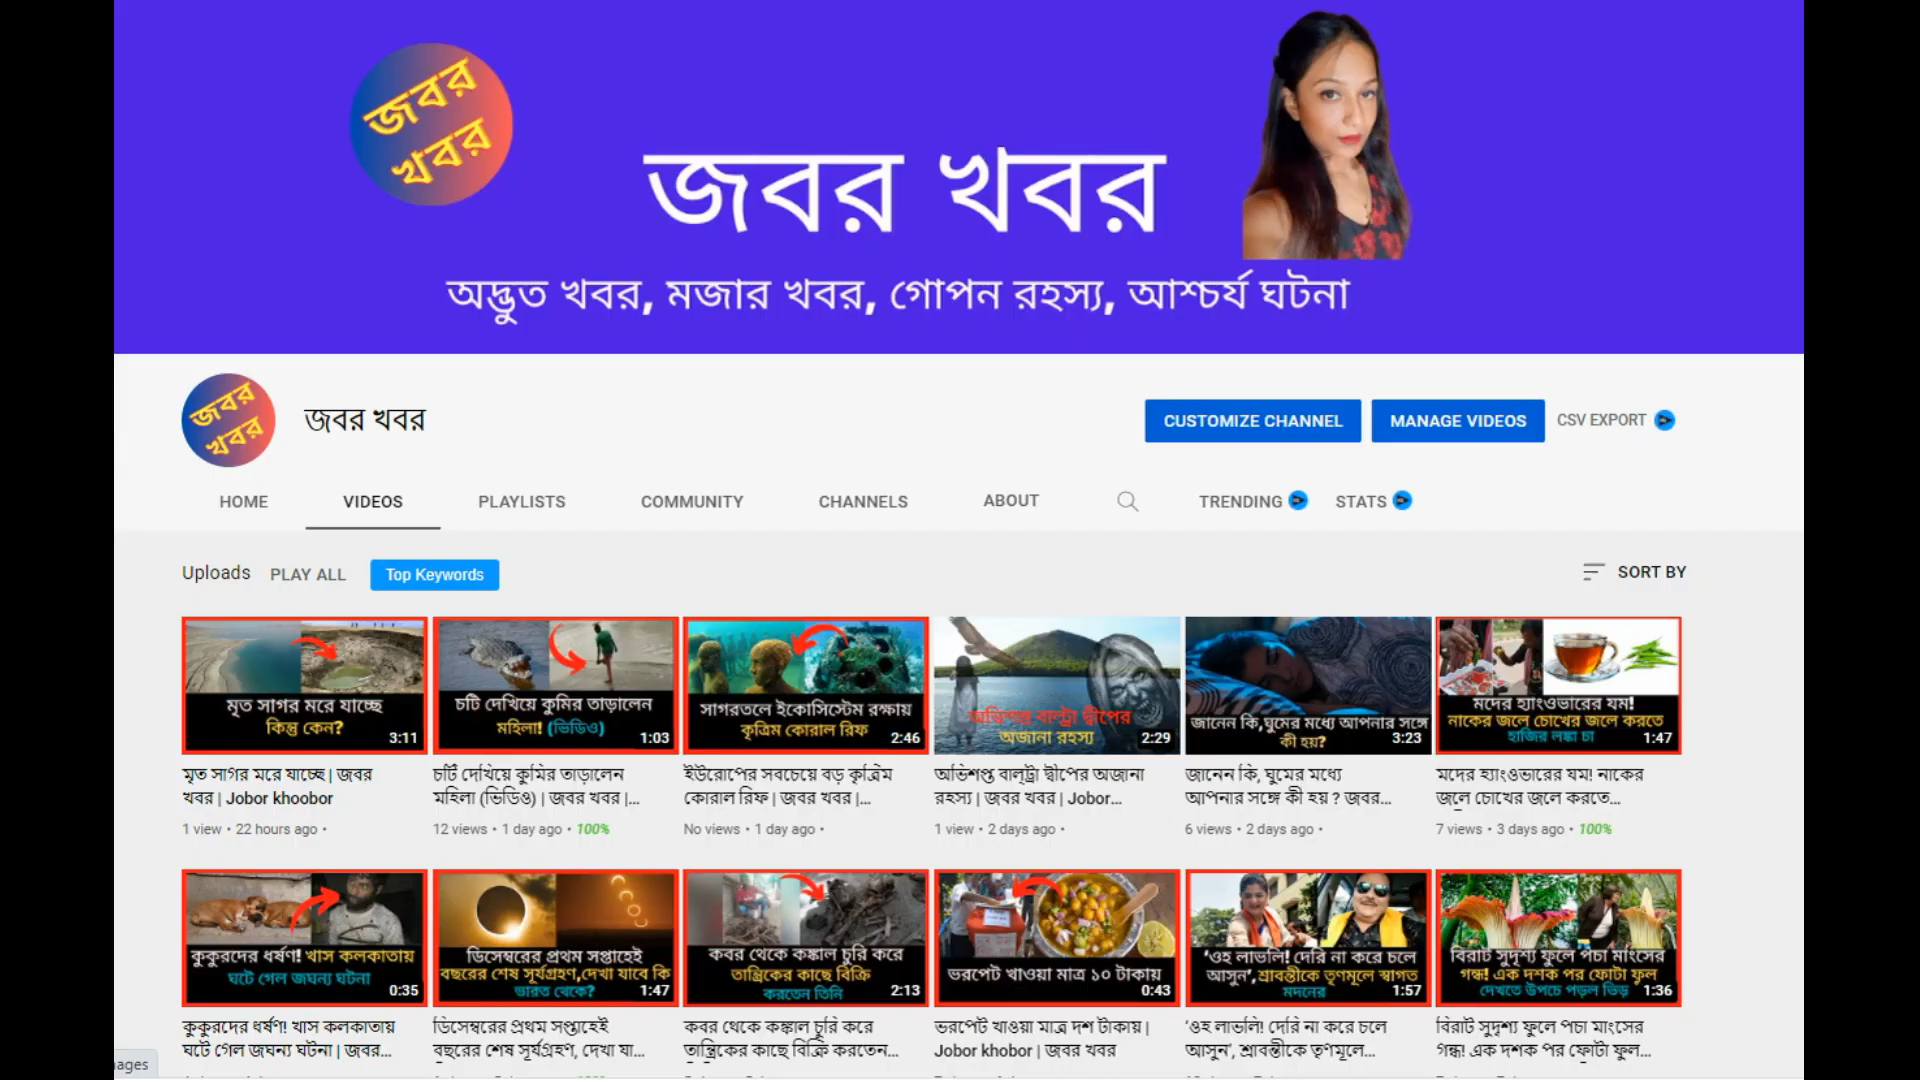 জবর
খবর
জবর খবর
অদ্ভুত খবর, মজার খবর, গোপন রহস্য, আশ্চর্য ঘটনা
জবর
খবর
জবর খবর
CUSTOMIZE CHANNEL
MANAGE VIDEOS
CSV EXPORT
HOME
VIDEOS
PLAYLISTS
COMMUNITY
CHANNELS
ABOUT
TRENDING
STATS
Uploads
PLAY ALL
Top Keywords
SORT BY
মৃত সাগর মরে যাচ্ছে
কিন্তু কেন?
3:11
চটি দেখিয়ে কুমির তাড়ালেন
মহিলা! (ভিডিও)
1:03
সাগরতলে ইকোসিস্টেম রক্ষায়
কৃত্রিম কোরাল রিফ
2:46
অভিশপ্ত বাল্ট্রা দ্বীপের
অজানা রহস্য
2:29
জানেন কি,ঘুমের মধ্যে আপনার সঙ্গে
কী হয়?
3:23
মদের হ্যাংওভারের যম!
নাকের জলে চোখের জলে করতে
হাজির লঙ্কা চা
1:47
মৃত সাগর মরে যাচ্ছে | জবর
খবর | Jobor khoobor
1 view • 22 hours ago •
চটি দেখিয়ে কুমির তাড়ালেন
মহিলা (ভিডিও) | জবর খবর |...
12 views • 1 day ago • 100%
ইউরোপের সবচেয়ে বড় কৃত্রিম
কোরাল রিফ | জবর খবর |...
No views • 1 day ago •
অভিশপ্ত বাল্ট্রা দ্বীপের অজানা
রহস্য | জবর খবর | Jobor...
1 view • 2 days ago •
জানেন কি, ঘুমের মধ্যে
আপনার সঙ্গে কী হয় ? জবর...
6 views • 2 days ago •
মদের হ্যাংওভারের যম! নাকের
জলে চোখের জলে করতে...
7 views • 3 days ago • 100%
কুকুরদের ধর্ষণ! খাস কলকাতায়
ঘটে গেল জঘন্য ঘটনা
0:35
ডিসেম্বরের প্রথম সপ্তাহেই
বছরের শেষ সূর্যগ্রহণ,দেখা যাবে কি
ভারত থেকে?
1:47
কবর থেকে কঙ্কাল চুরি করে
তান্ত্রিকের কাছে বিক্রি
করতেন তিনি
2:13
ভরপেট খাওয়া মাত্র ১০ টাকায়
0:43
‘ওহ লাভলি! দেরি না করে চলে
আসুন’,শ্রাবন্তীকে তৃণমূলে স্বাগত
মদনের
1:57
বিরাট সুদৃশ্য ফুলে পচা মাংসের
গন্ধ! এক দশক পর ফোটা ফুল
দেখতে উপচে পড়ল ভিড়
1:36
কুকুরদের ধর্ষণ! খাস কলকাতায়
ঘটে গেল জঘন্য ঘটনা | জবর...
ডিসেম্বরের প্রথম সপ্তাহেই
বছরের শেষ সূর্যগ্রহণ, দেখা যা...
কবর থেকে কঙ্কাল চুরি করে
তান্ত্রিকের কাছে বিক্রি করতেন...
ভরপেট খাওয়া মাত্র দশ টাকায় |
Jobor khobor | জবর খবর
‘ওহ লাভলি! দেরি না করে চলে
আসুন’, শ্রাবন্তীকে তৃণমূলে...
বিরাট সুদৃশ্য ফুলে পচা মাংসের
গন্ধ! এক দশক পর ফোটা ফুল...